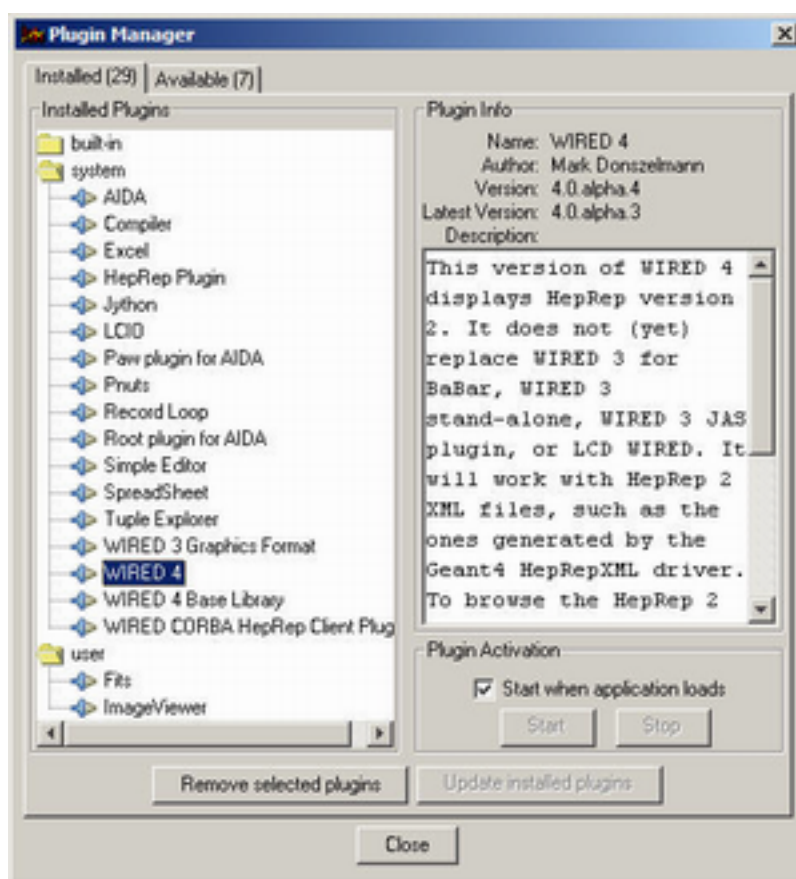 Plugin Manager
Installed (29)
Available (7)
Installed Plugins
built-in
system
AIDA
Compiler
Excel
HepRep Plugin
Jython
LCIO
Paw plugin for AIDA
Pnuts
Record Loop
Root plugin for AIDA
Simple Editor
SpreadSheet
Tuple Explorer
WIRED 3 Graphics Format
WIRED 4
WIRED 4 Base Library
WIRED CORBA HepRep Client Plug
user
Fits
ImageViewer
Plugin Info
Name: WIRED 4
Author: Mark Donszelmann
Version: 4.0.alpha.4
Latest Version: 4.0.alpha.3
Description:
This version of WIRED 4
displays HepRep version
2. It does not (yet)
replace WIRED 3 for
BaBar, WIRED 3
stand-alone, WIRED 3 JAS
plugin, or LCD WIRED. It
will work with HepRep 2
XML files, such as the
ones generated by the
Geant4 HepRepXML driver.
To browse the HepRep 2
Plugin Activation
Start when application loads
Start
Stop
Remove selected plugins
Update installed plugins
Close